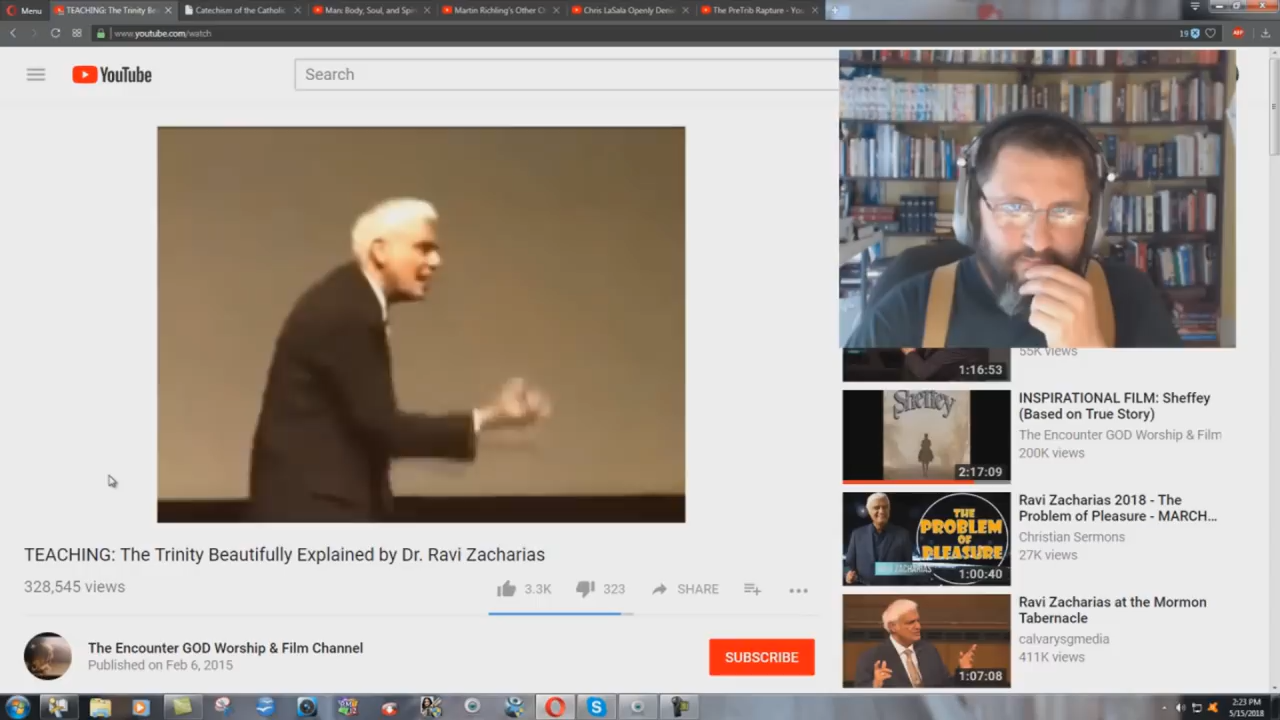 Menu
TEACHING: The Trinity Be
Catechism of the Catholic
Man: Body, Soul, and Spir
Martin Richling's Other C
Chris LaSala Openly Deni
The PreTrib Rapture - You
www.youtube.com/watch
19
ABP
YouTube
Search
55K views
1:16:53
Sheffey
2:17:09
INSPIRATIONAL FILM: Sheffey
(Based on True Story)
The Encounter GOD Worship & Film
200K views
THE
PROBLEM
OF
PLEASURE
RAVI ZACHARIAS
1:00:40
Ravi Zacharias 2018 - The
Problem of Pleasure - MARCH...
Christian Sermons
27K views
1:07:08
Ravi Zacharias at the Mormon
Tabernacle
calvarysgmedia
411K views
TEACHING: The Trinity Beautifully Explained by Dr. Ravi Zacharias
328,545 views
3.3K
323
SHARE
The Encounter GOD Worship & Film Channel
Published on Feb 6, 2015
SUBSCRIBE
2:23 PM
5/15/2018